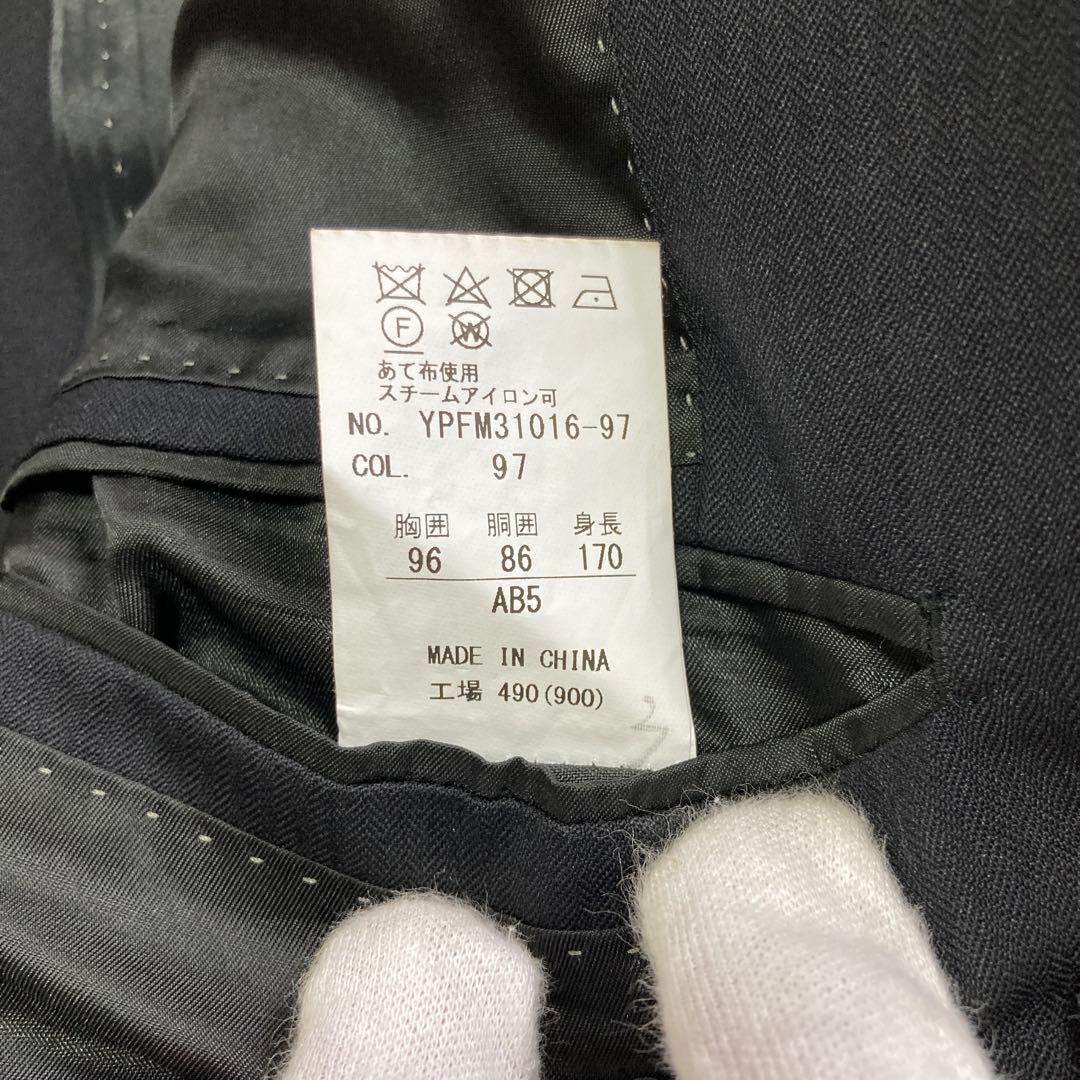 F W
あて布使用
スチームアイロン可
NO. YPFM31016-97
COL. 97
胸囲 胴囲 身長
96 86 170
AB5
MADE IN CHINA
工場 490(900)